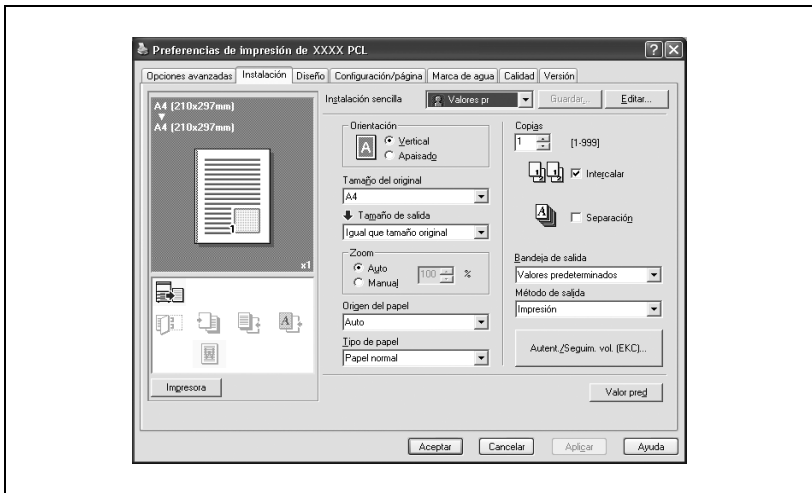 Preferencias de impresión de XXXX PCL
Opciones avanzadas Instalación Diseño Configuración/página Marca de agua Calidad Versión
A4 (210x297mm)
A4 (210x297mm)
1
x1
Impresora
Instalación sencilla Valores pr Guardar... Editar...
Orientación
A
Vertical
Apaisado
Tamaño del original
A4
Tamaño de salida
Igual que tamaño original
Zoom
Auto
Manual
100 %
Origen del papel
Auto
Tipo de papel
Papel normal
Copias
1 [1-999]
Intercalar
Separación
Bandeja de salida
Valores predeterminados
Método de salida
Impresión
Autent./Seguim. vol. (EKC)...
Valor pred
Aceptar Cancelar Aplicar Ayuda